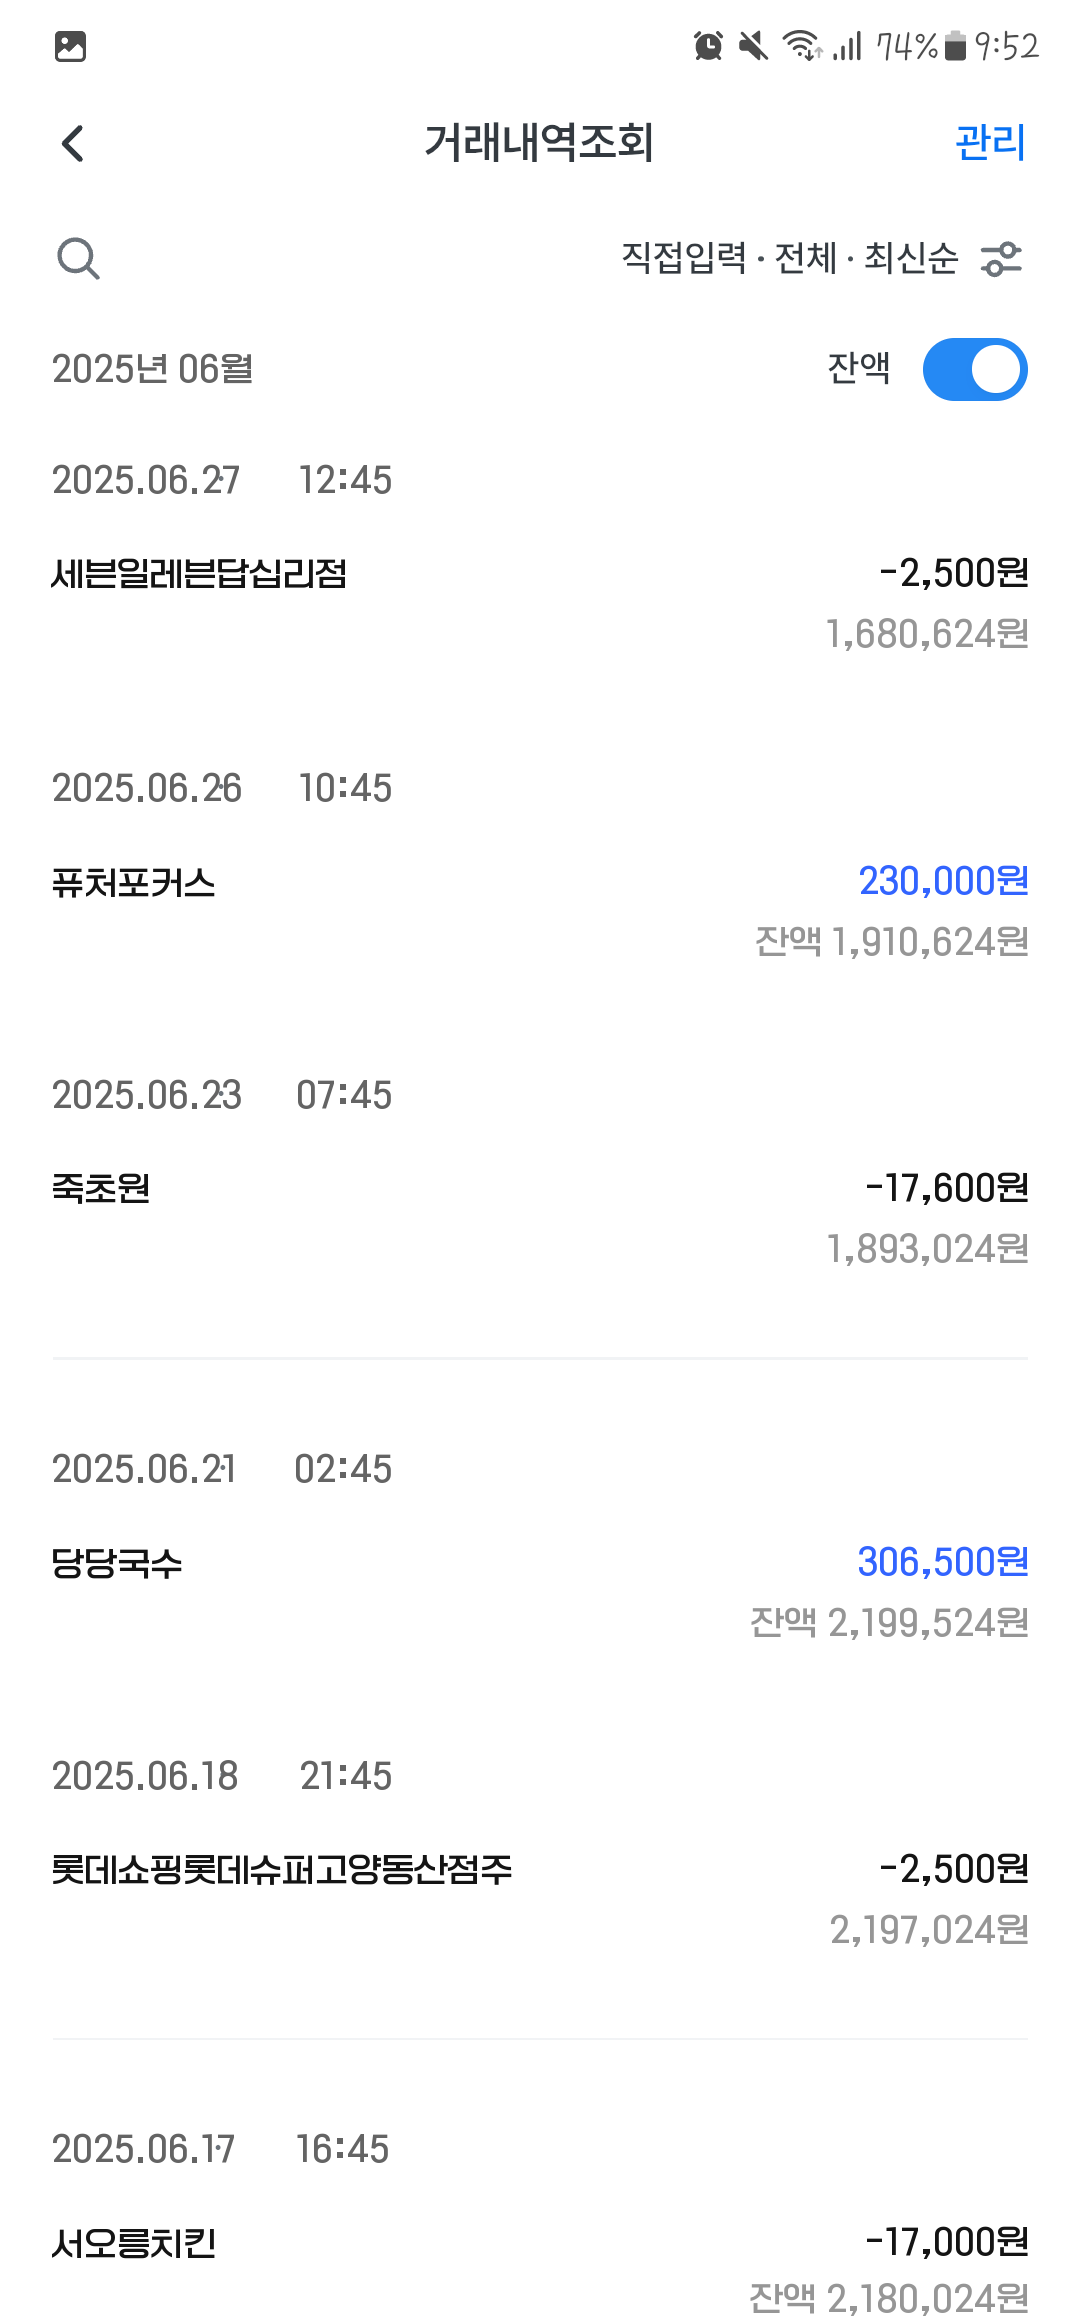 74% 9:52
거래내역조회 관리
직접입력 · 전체 · 최신순
2025년 06월 잔액
2025.06.27 12:45
세븐일레븐답십리점 -2,500원
1,680,624원
2025.06.26 10:45
퓨처포커스 230,000원
잔액 1,910,624원
2025.06.23 07:45
죽초원 -17,600원
1,893,024원
2025.06.21 02:45
당당국수 306,500원
잔액 2,199,524원
2025.06.18 21:45
롯데쇼핑롯데슈퍼고양동산점주 -2,500원
2,197,024원
2025.06.17 16:45
서오릉치킨 -17,000원
잔액 2,180,024원